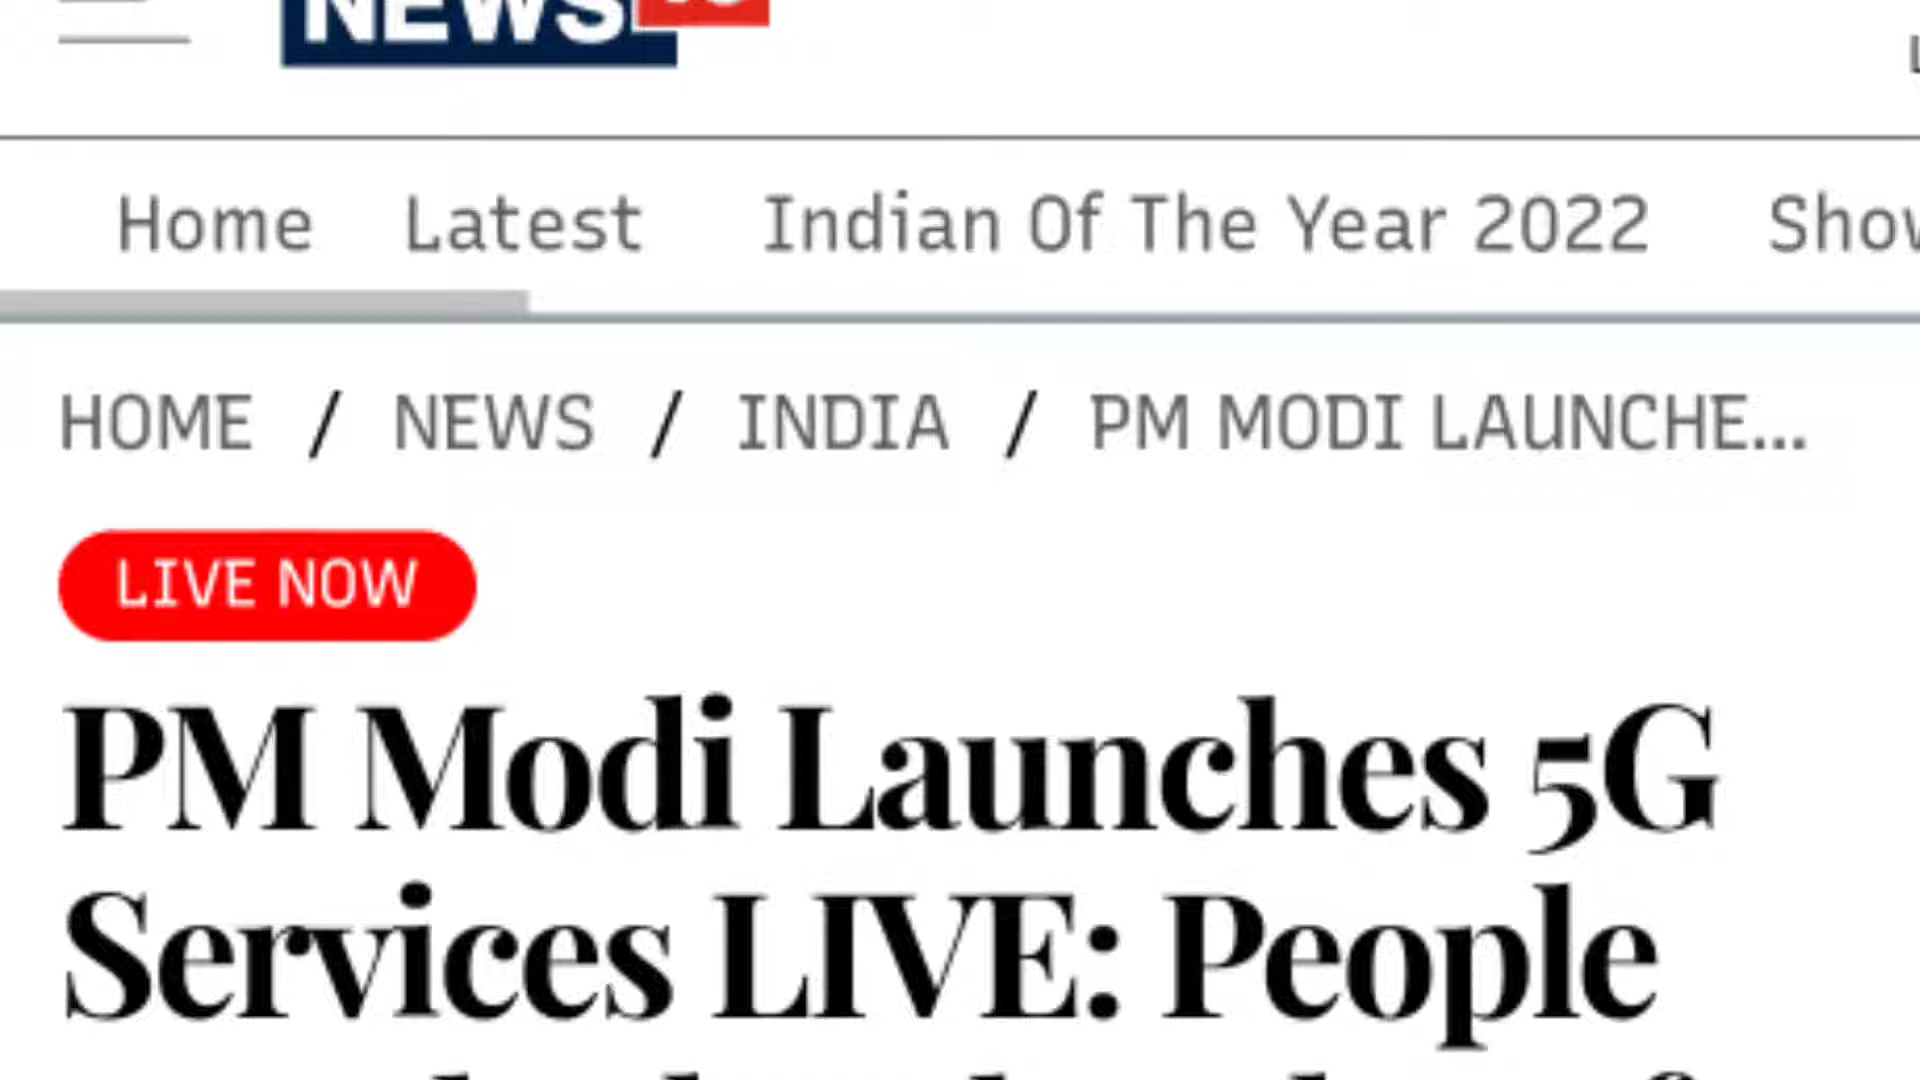 NEWS
Home Latest Indian Of The Year 2022
HOME / NEWS / INDIA / PM MODI LAUNCHE...
LIVE NOW
PM Modi Launches 5G
Services LIVE: People